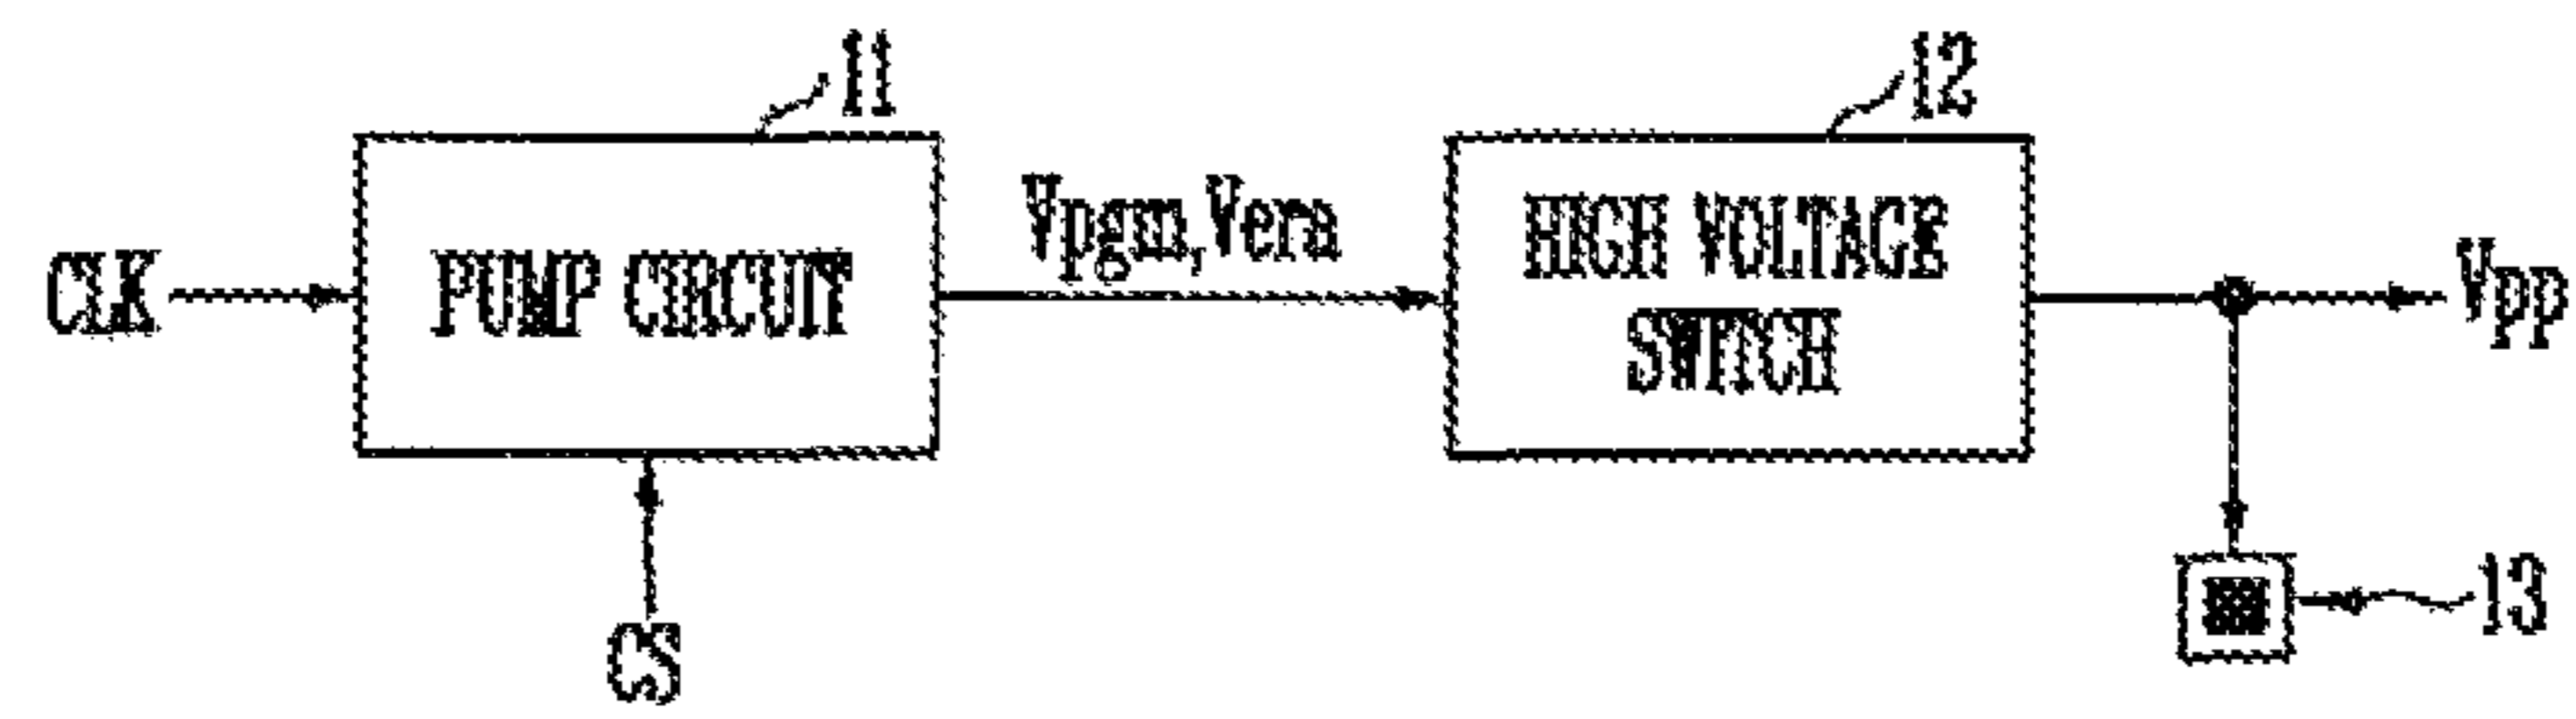 11
12
CLK
PUMP CIRCUIT
Vpgm,Vera
HIGH VOLTAGE
SWITCH
Vpp
13
CS